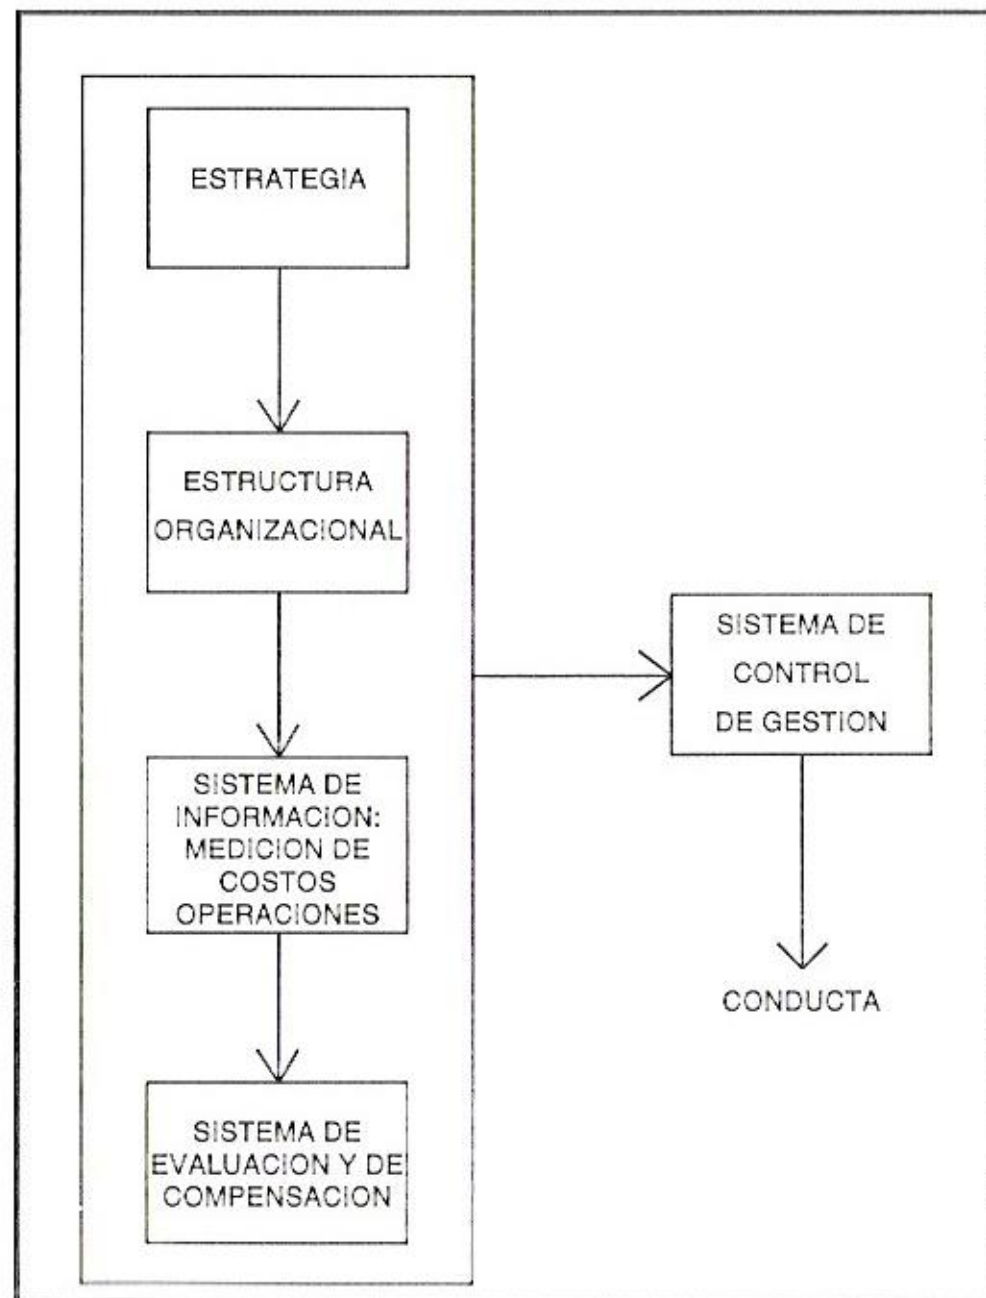 ESTRATEGIA
ESTRUCTURA
ORGANIZACIONAL
SISTEMA DE
INFORMACION:
MEDICION DE
COSTOS
OPERACIONES
SISTEMA DE
EVALUACION Y DE
COMPENSACION
SISTEMA DE
CONTROL
DE GESTION
CONDUCTA